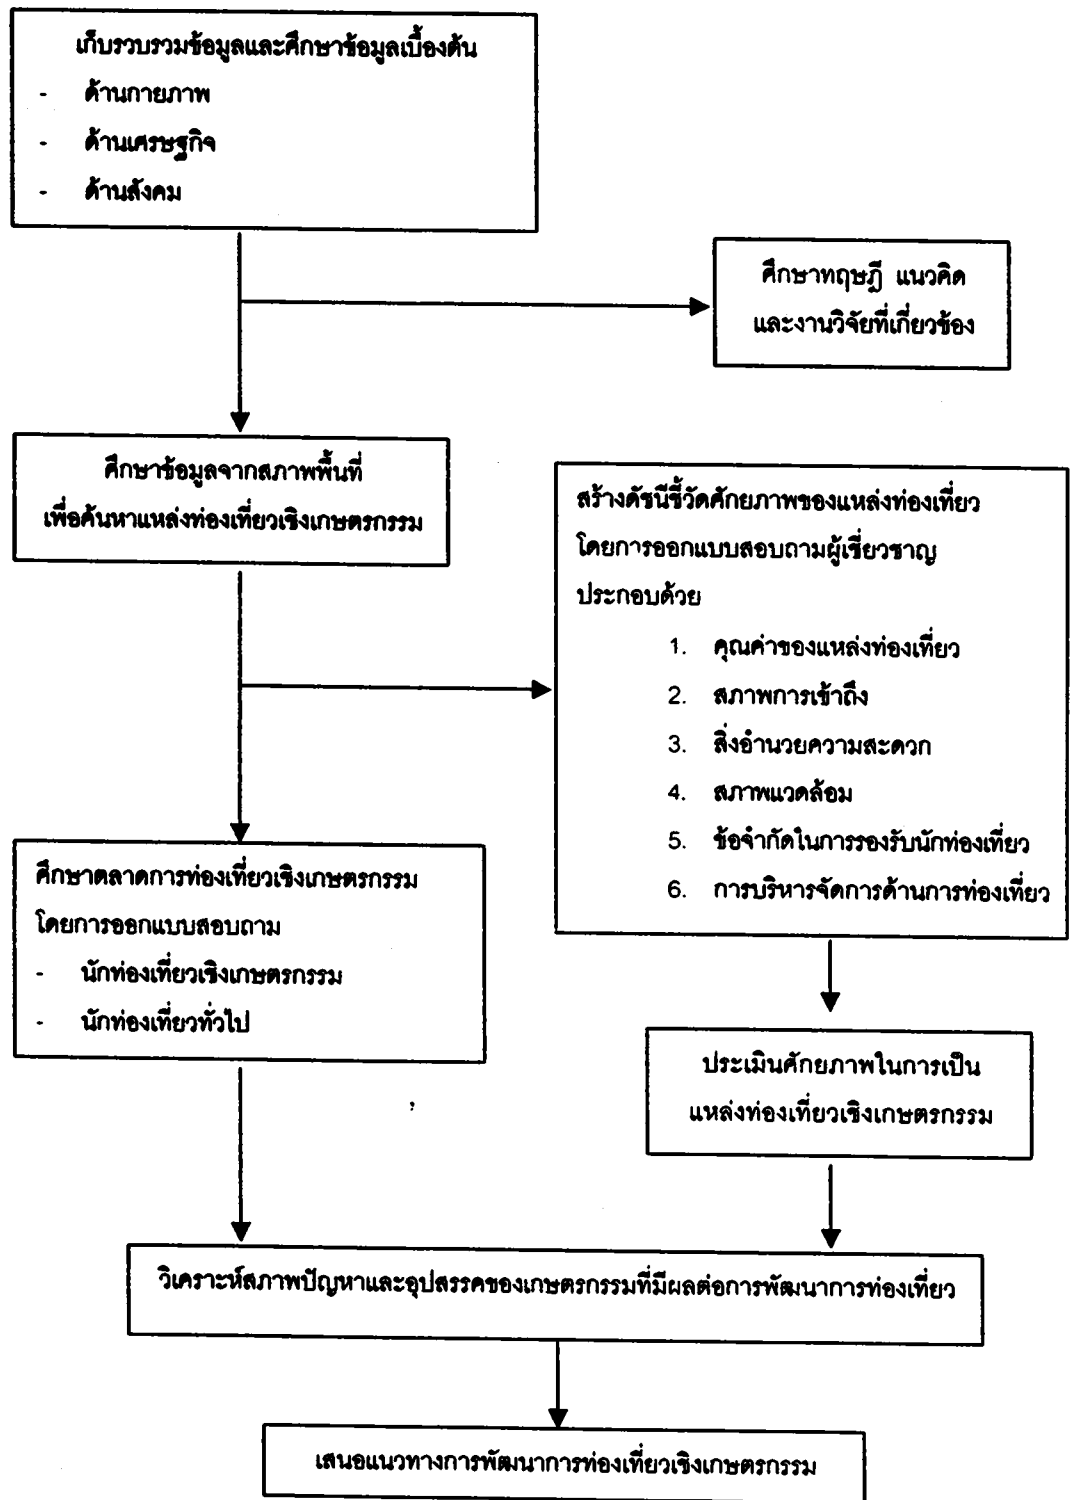 เก็บรวบรวมข้อมูลและศึกษาข้อมูลเบื้องต้น
- ด้านกายภาพ
- ด้านเศรษฐกิจ
- ด้านสังคม
ศึกษาทฤษฎี แนวคิด
และงานวิจัยที่เกี่ยวข้อง
ศึกษาข้อมูลจากสภาพพื้นที่
เพื่อค้นหาแหล่งท่องเที่ยวเชิงเกษตรกรรม
สร้างดัชนีชี้วัดศักยภาพของแหล่งท่องเที่ยว
โดยการออกแบบสอบถามผู้เชี่ยวชาญ
ประกอบด้วย
1. คุณค่าของแหล่งท่องเที่ยว
2. สภาพการเข้าถึง
3. สิ่งอำนวยความสะดวก
4. สภาพแวดล้อม
5. ข้อจำกัดในการรองรับนักท่องเที่ยว
6. การบริหารจัดการด้านการท่องเที่ยว
ศึกษาตลาดการท่องเที่ยวเชิงเกษตรกรรม
โดยการออกแบบสอบถาม
- นักท่องเที่ยวเชิงเกษตรกรรม
- นักท่องเที่ยวทั่วไป
ประเมินศักยภาพในการเป็น
แหล่งท่องเที่ยวเชิงเกษตรกรรม
วิเคราะห์สภาพปัญหาและอุปสรรคของเกษตรกรรมที่มีผลต่อการพัฒนาการท่องเที่ยว
เสนอแนวทางการพัฒนาการท่องเที่ยวเชิงเกษตรกรรม